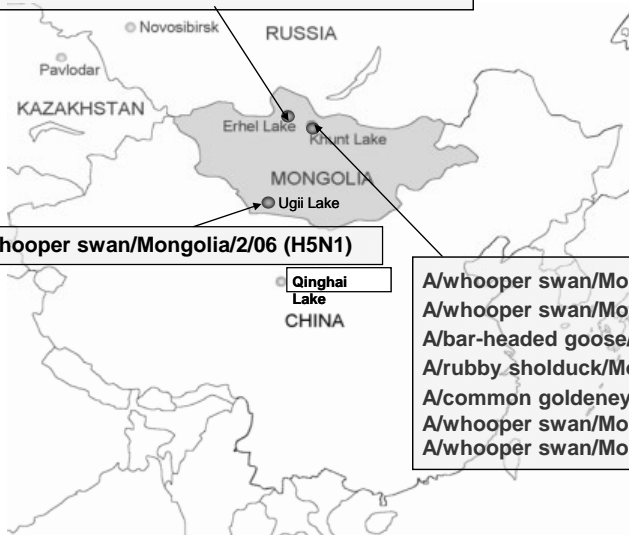 Novosibirsk
RUSSIA
Pavlodar
KAZAKHSTAN
Erhel Lake
Khunt Lake
MONGOLIA
Ugii Lake
hooper swan/Mongolia/2/06 (H5N1)
Qinghai
Lake
CHINA
A/whooper swan/Mo
A/whooper swan/Mo
A/bar-headed goose/
A/rubby sholduck/Mo
A/common goldeney
A/whooper swan/Mo
A/whooper swan/Mo